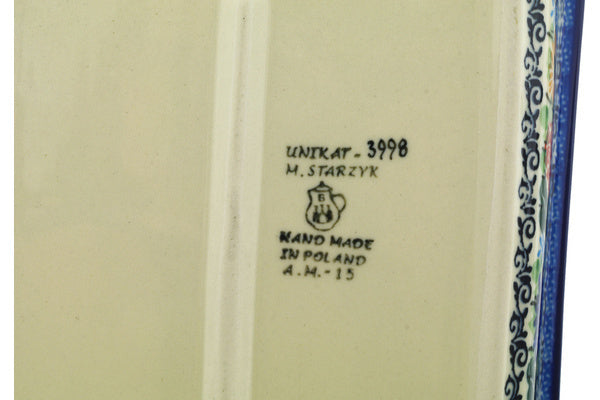 UNIKAT - 3998
M. STARZYK
B
HAND MADE
IN POLAND
A.M. - 15